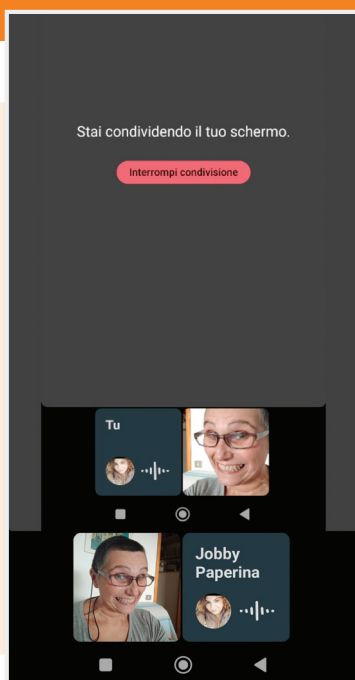 Stai condividendo il tuo schermo.
Interrompi condivisione
Tu
Jobby
Paperina